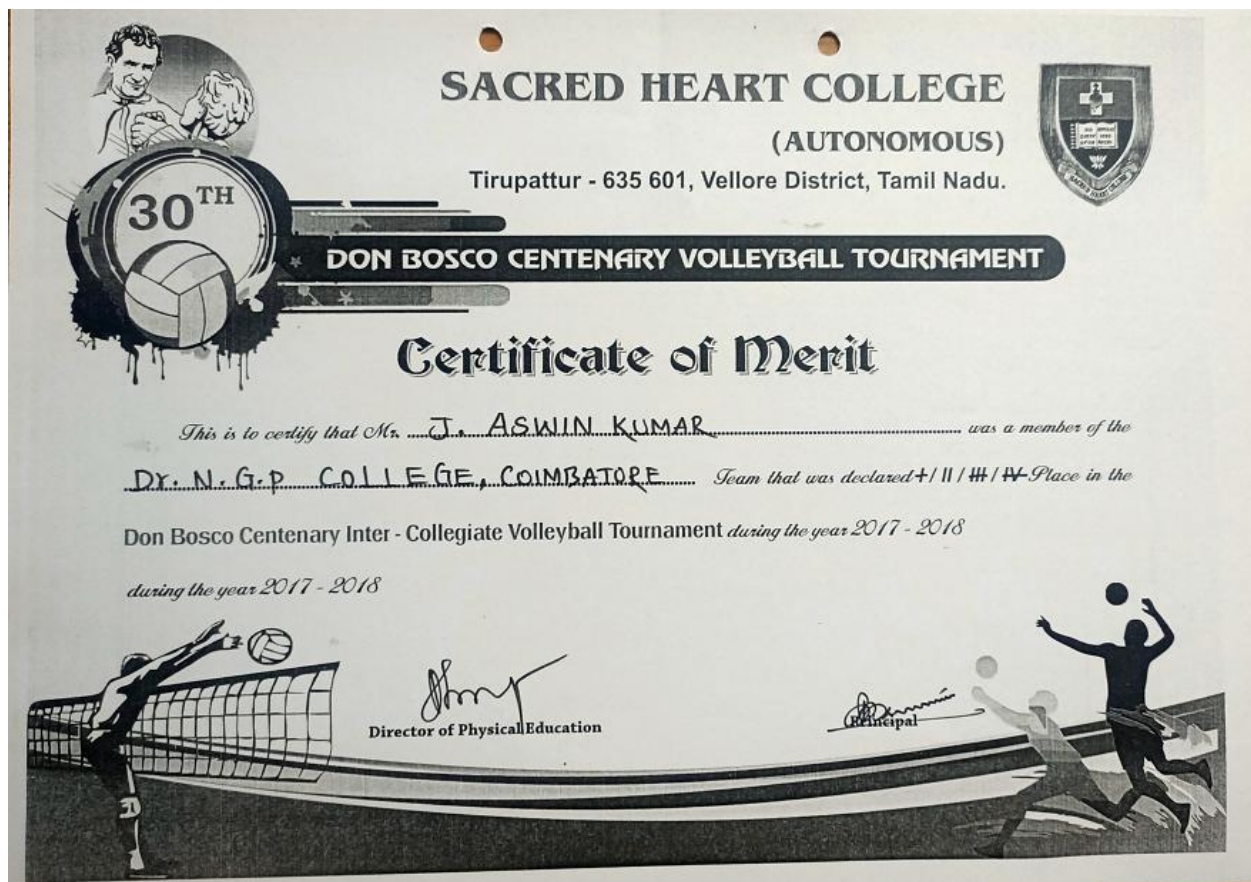 SACRED HEART COLLEGE
(AUTONOMOUS)
Tirupattur - 635 601, Vellore District, Tamil Nadu.
SACRED HEART COLLEGE
30TH
DON BOSCO CENTENARY VOLLEYBALL TOURNAMENT
Certificate of Merit
This is to certify that Mr. J. ASWIN KUMAR was a member of the
Dr. N.G.P COLLEGE, COIMBATORE Team that was declared I / II / III / IV Place in the
Don Bosco Centenary Inter - Collegiate Volleyball Tournament during the year 2017 - 2018
during the year 2017 - 2018
Director of Physical Education
Principal